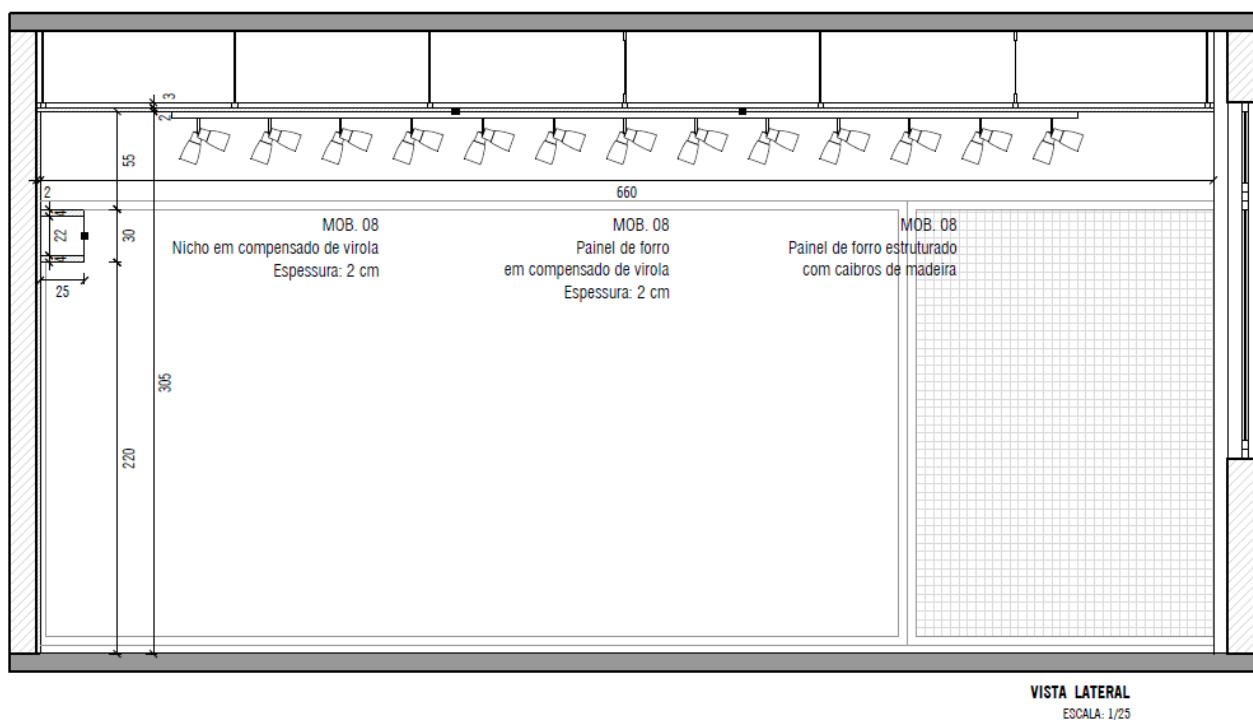 3
2
55
2
660
4
22
4
30
25
MOB. 08
Nicho em compensado de virola
Espessura: 2 cm
MOB. 08
Painel de forro
em compensado de virola
Espessura: 2 cm
MOB. 08
Painel de forro estruturado
com caibros de madeira
305
220
VISTA LATERAL
ESCALA: 1/25